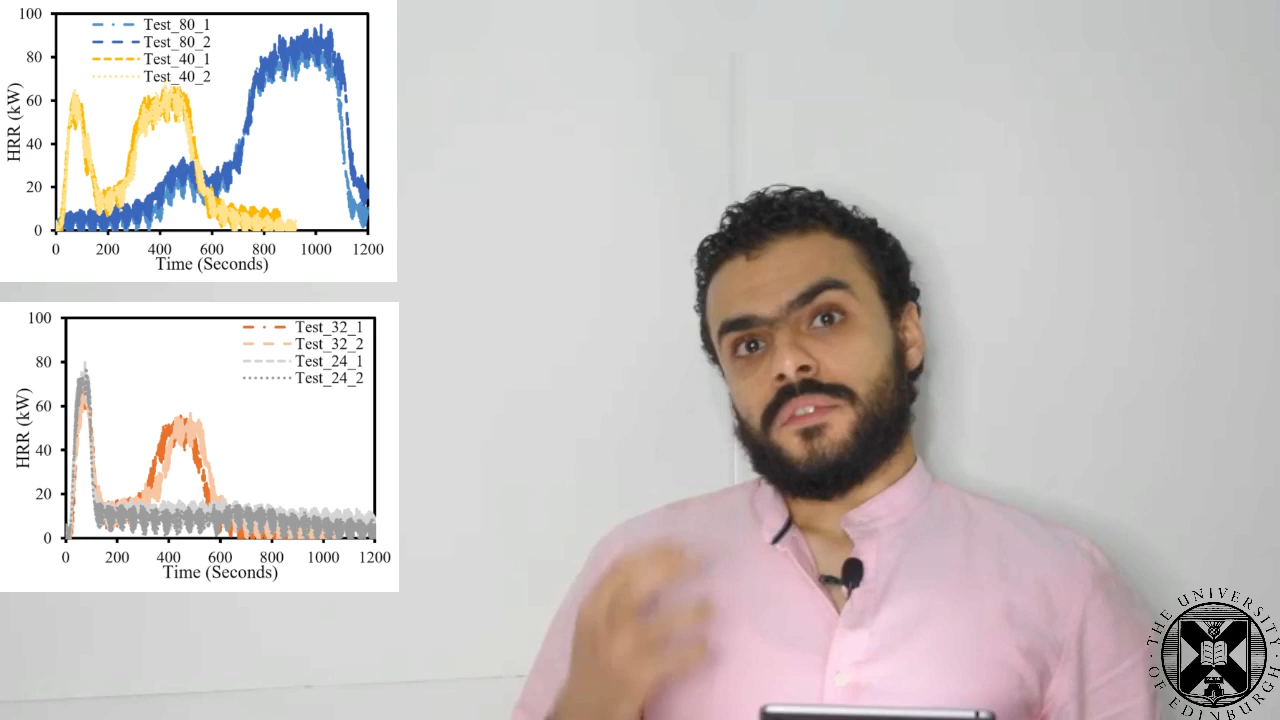 100
80
60
40
20
0
HRR (kW)
Test_80_1
Test_80_2
Test_40_1
Test_40_2
0 200 400 600 800 1000 1200
Time (Seconds)
100
80
60
40
20
0
HRR (kW)
Test_32_1
Test_32_2
Test_24_1
Test_24_2
0 200 400 600 800 1000 1200
Time (Seconds)
THE UNIVERSITY
OF EDINBURGH